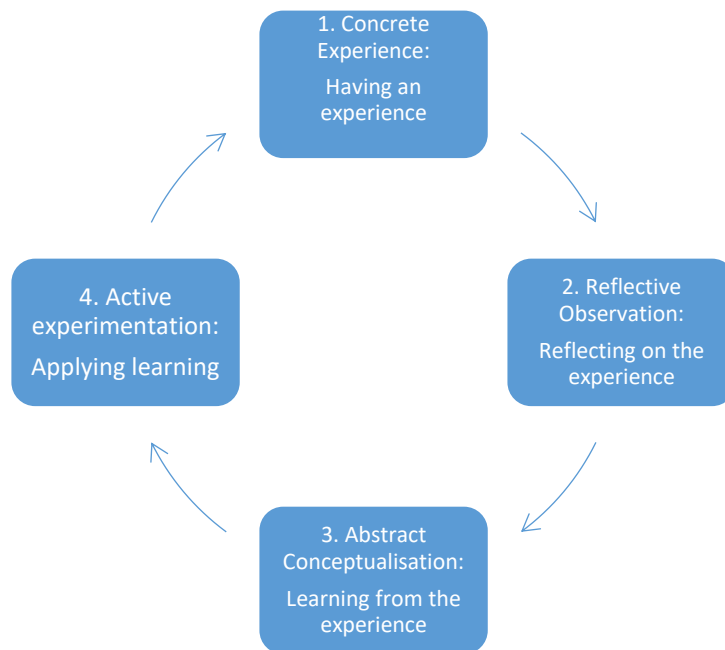 1. Concrete
Experience:
Having an
experience
2. Reflective
Observation:
Reflecting on the
experience
3. Abstract
Conceptualisation:
Learning from the
experience
4. Active
experimentation:
Applying learning